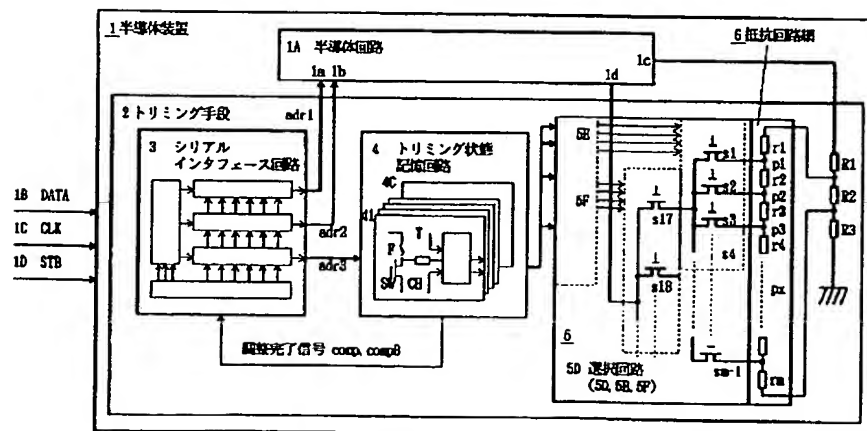 1 半導体装置
6 抵抗回路網
1A 半導体回路
1a 1b
1c
1d
2 トリミング手段
adr1
3 シリアル
インタフェース回路
4 トリミング状態
記憶回路
4C
41
F
T
CH
adr2
adr3
1B DATA
1C CLK
1D STB
5E
5F
s1
s2
s3
s4
s17
s18
sm-1
r1
p1
r2
p2
r3
p3
r4
px
rm
R1
R2
R3
5
5D 選択回路
(5D,5E,5F)
調整完了信号 comp,compB